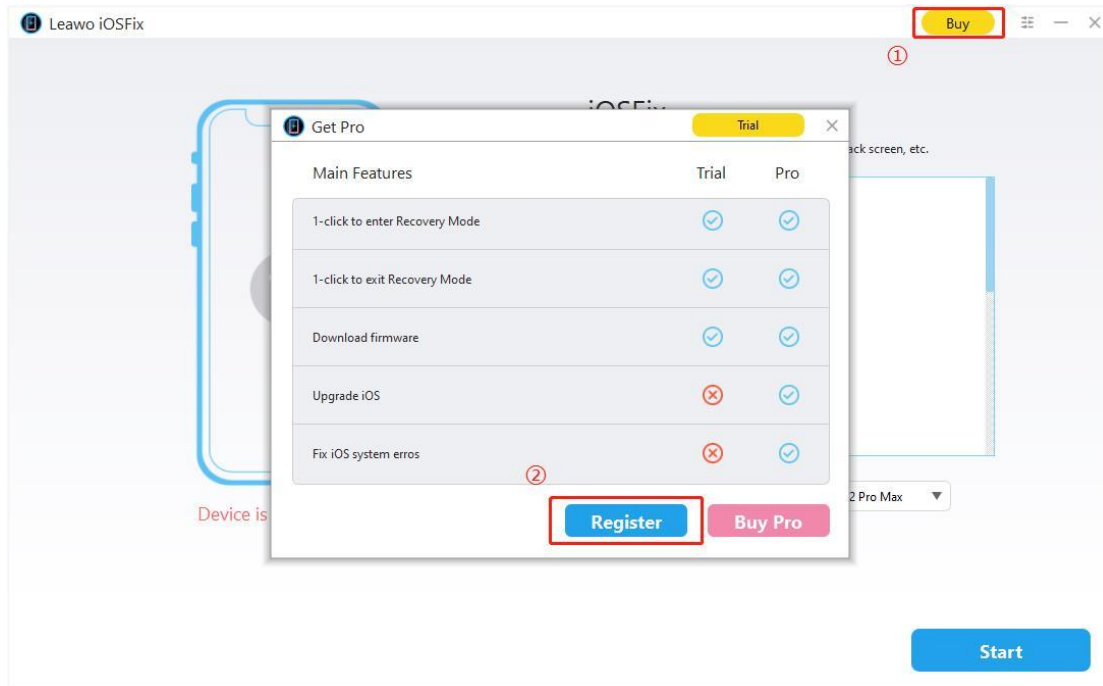 Leawo iOSFix
Buy
①
iOSFix
Get Pro
Trial
ack screen, etc.
Main Features Trial Pro
1-click to enter Recovery Mode
1-click to exit Recovery Mode
Download firmware
Upgrade iOS
Fix iOS system erros
②
2 Pro Max
Device is
Register
Buy Pro
Start